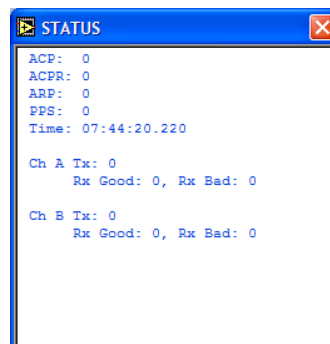 STATUS
ACP: 0
ACPR: 0
ARP: 0
PPS: 0
Time: 07:44:20.220
Ch A Tx: 0
Rx Good: 0, Rx Bad: 0
Ch B Tx: 0
Rx Good: 0, Rx Bad: 0